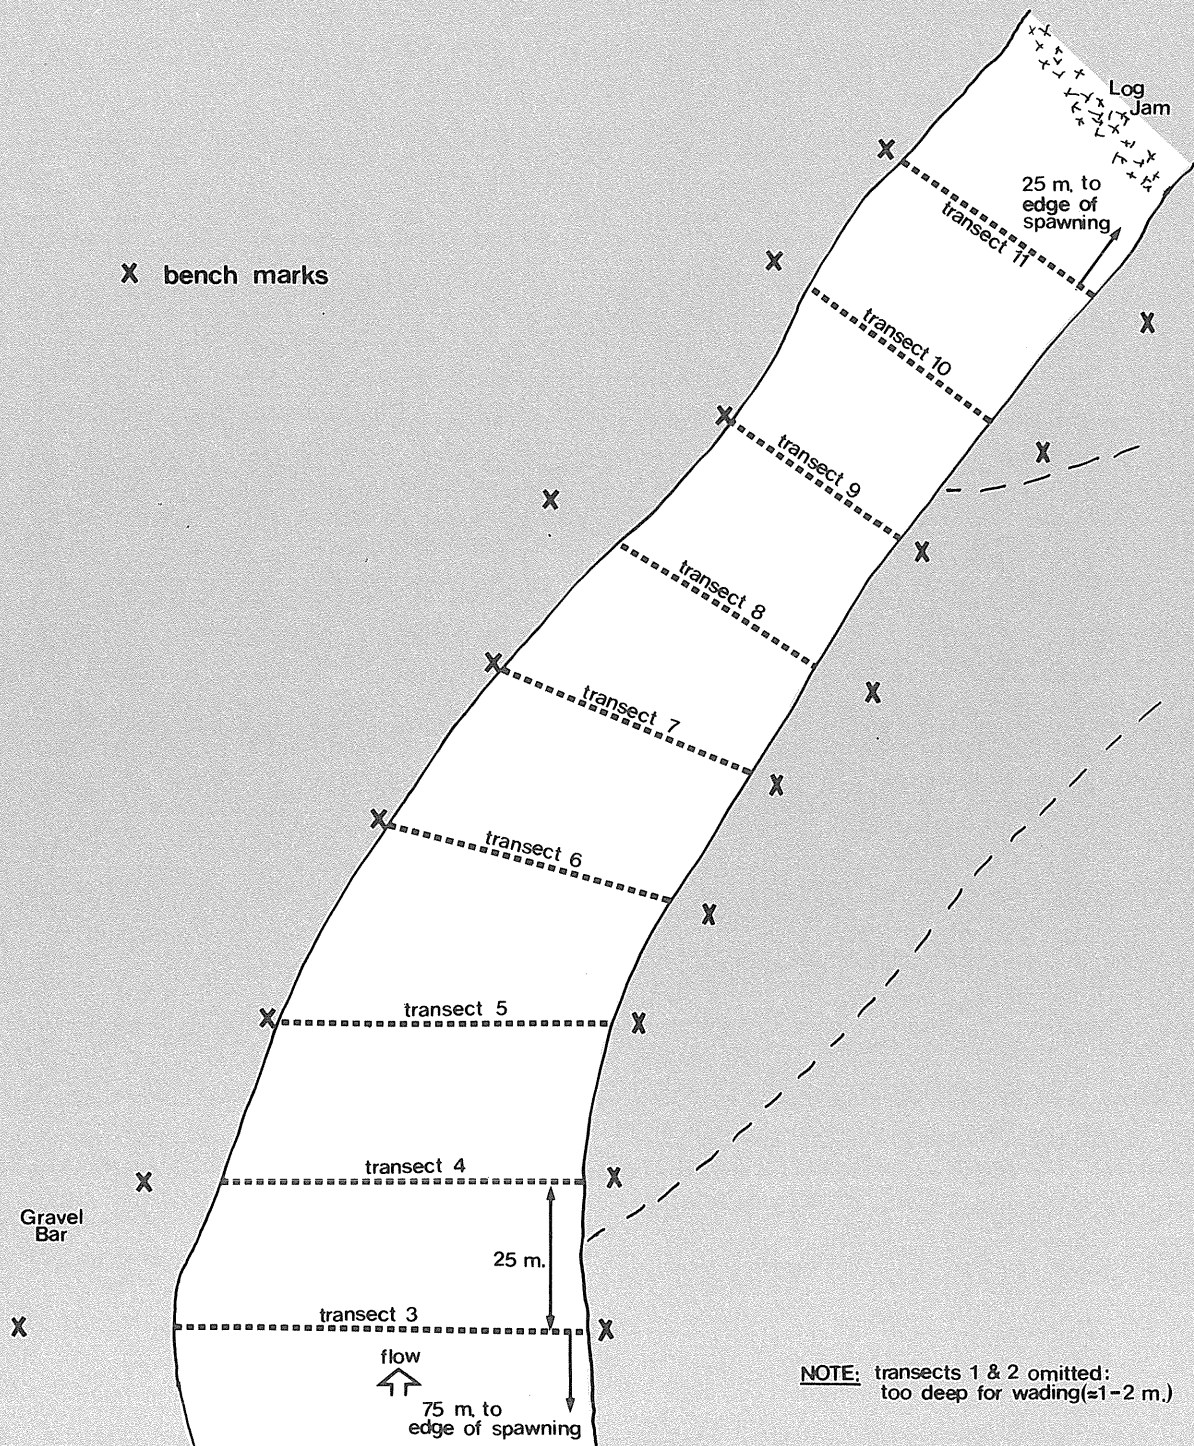 Log
Jam
25 m. to
edge of
spawning
transect 11
x bench marks
transect 10
transect 9
transect 8
transect 7
transect 6
transect 5
transect 4
Gravel
Bar
25 m.
transect 3
flow
75 m. to
edge of spawning
NOTE: transects 1 & 2 omitted:
too deep for wading(≈1-2 m.)